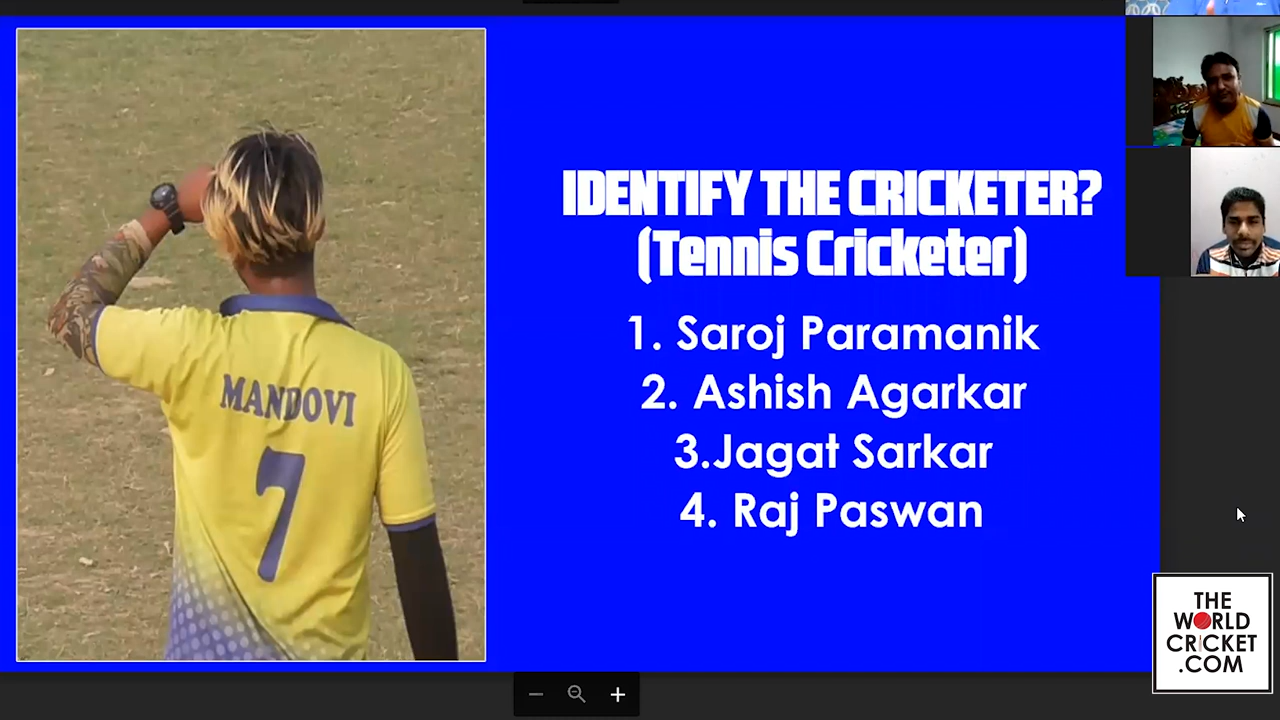 IDENTIFY THE CRICKETER?
(Tennis Cricketer)
1. Saroj Paramanik
2. Ashish Agarkar
3.Jagat Sarkar
4. Raj Paswan
MANDOVI
7
THE
WORLD
CRICKET
.COM